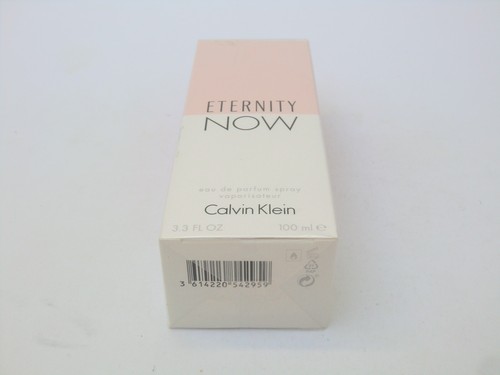 ETERNITY
NOW
eau de parfum spray
vaporisateur
Calvin Klein
3.3 FL OZ 100 ml ℮
3 614220 542959